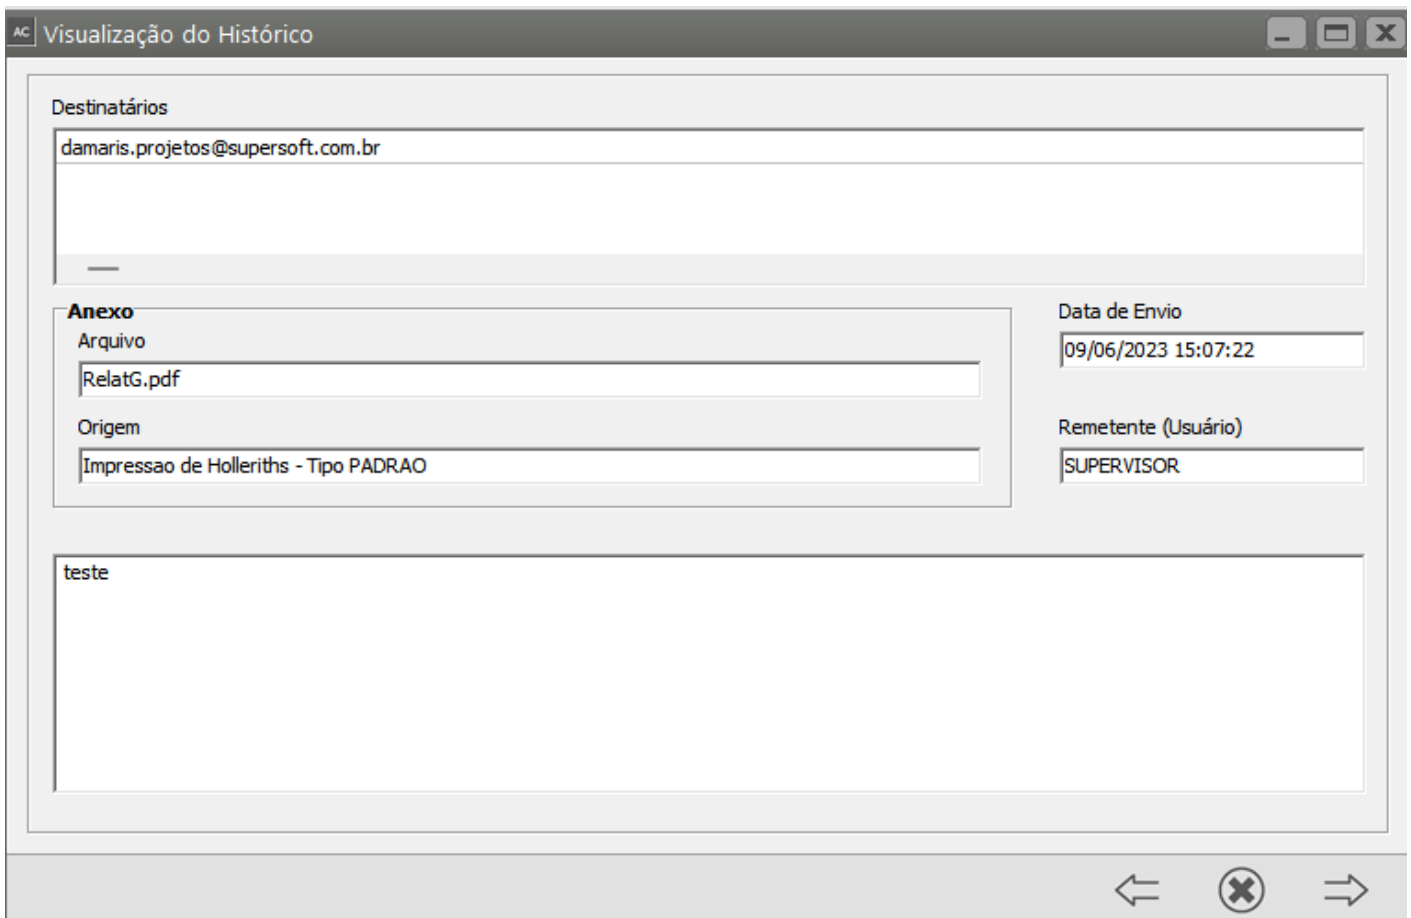 AC Visualização do Histórico
Destinatários
damaris.projetos@supersoft.com.br
Anexo
Arquivo
RelatG.pdf
Origem
Impressao de Holleriths - Tipo PADRAO
Data de Envio
09/06/2023 15:07:22
Remetente (Usuário)
SUPERVISOR
teste